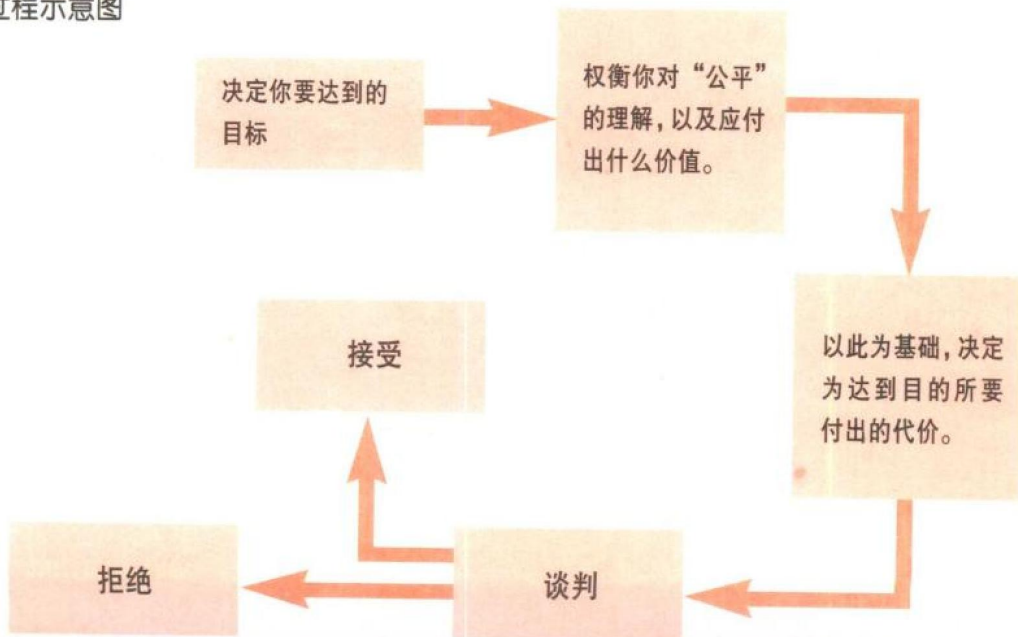 过程示意图
决定你要达到的
目标
权衡你对“公平”
的理解，以及应付
出什么价值。
以此为基础，决定
为达到目的所要
付出的代价。
接受
谈判
拒绝